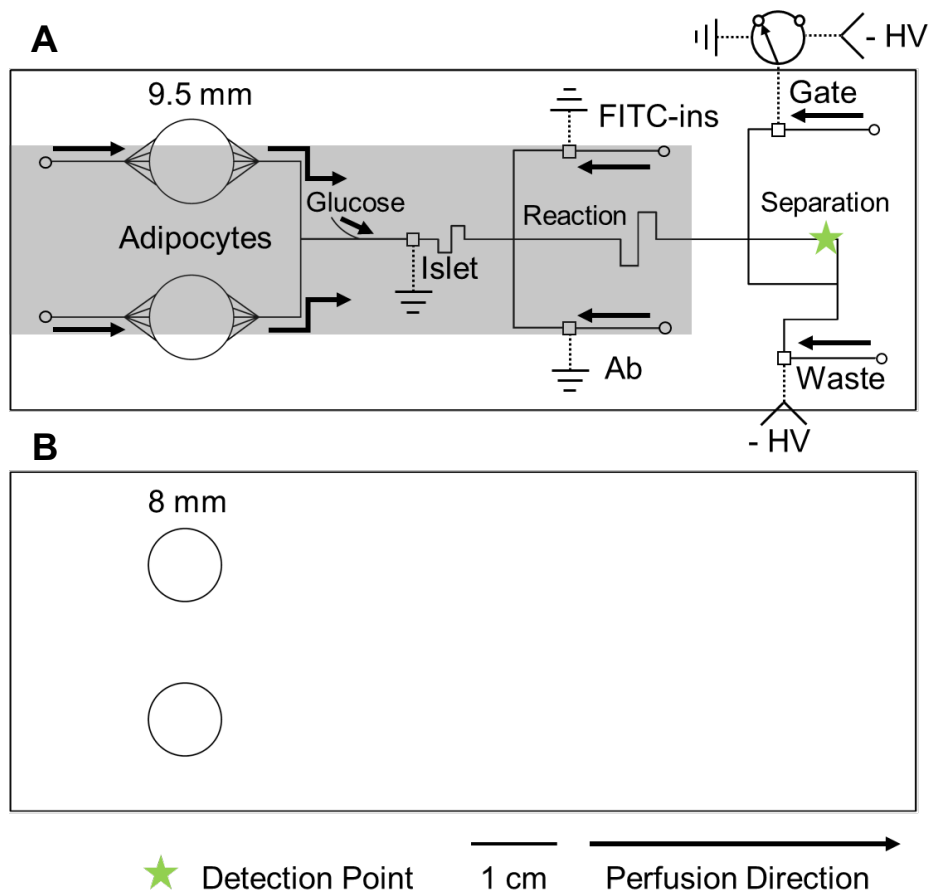 A
- HV
9.5 mm
Gate
FITC-ins
Glucose
Reaction
Separation
Adipocytes
Islet
Ab
Waste
- HV
B
8 mm
Detection Point
1 cm
Perfusion Direction